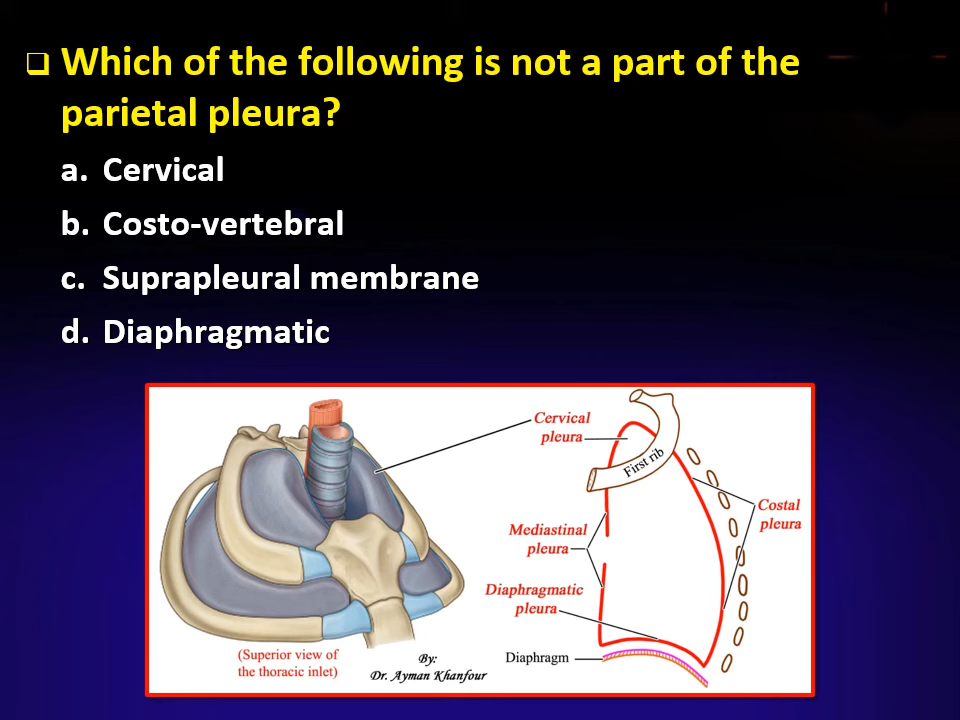 Which of the following is not a part of the
parietal pleura?
a. Cervical
b. Costo-vertebral
c. Suprapleural membrane
d. Diaphragmatic
Cervical
pleura
First rib
Costal
pleura
Mediastinal
pleura
Diaphragmatic
pleura
Diaphragm
(Superior view of
the thoracic inlet)
By:
Dr. Ayman Khanfour